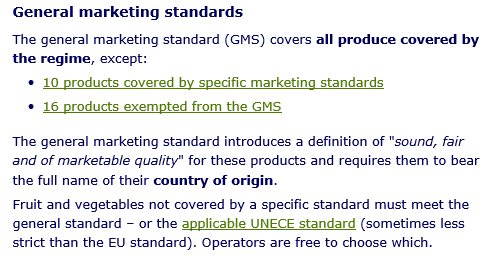 General marketing standards
The general marketing standard (GMS) covers all produce covered by
the regime, except:
• 10 products covered by specific marketing standards
• 16 products exempted from the GMS
The general marketing standard introduces a definition of "sound, fair
and of marketable quality" for these products and requires them to bear
the full name of their country of origin.
Fruit and vegetables not covered by a specific standard must meet the
general standard – or the applicable UNECE standard (sometimes less
strict than the EU standard). Operators are free to choose which.